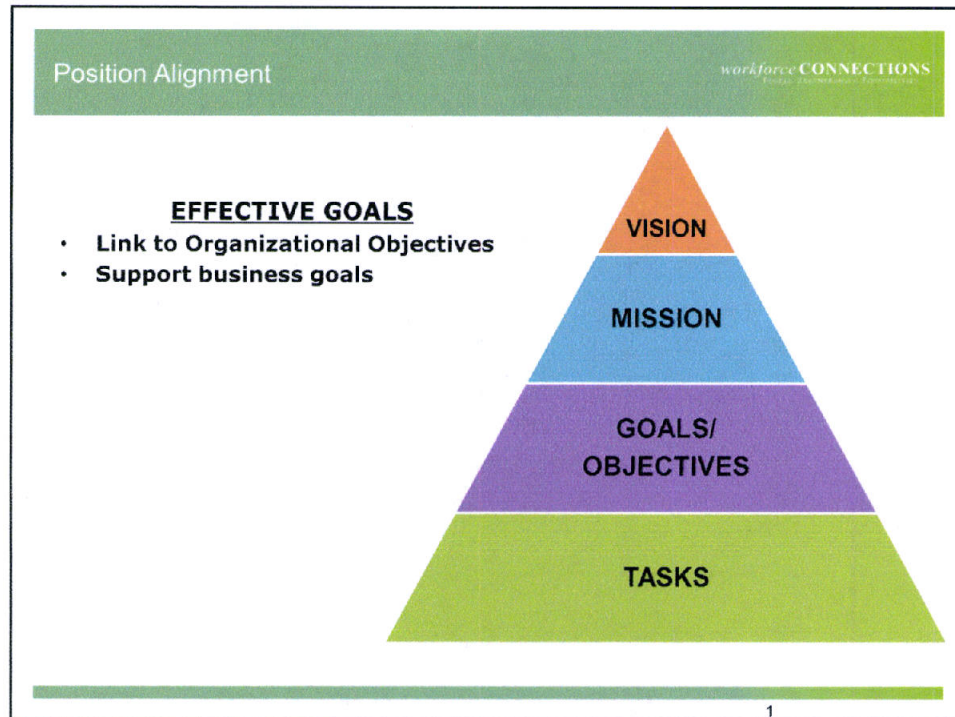 Position Alignment
workforce CONNECTIONS
EFFECTIVE GOALS
• Link to Organizational Objectives
• Support business goals
VISION
MISSION
GOALS/
OBJECTIVES
TASKS
1